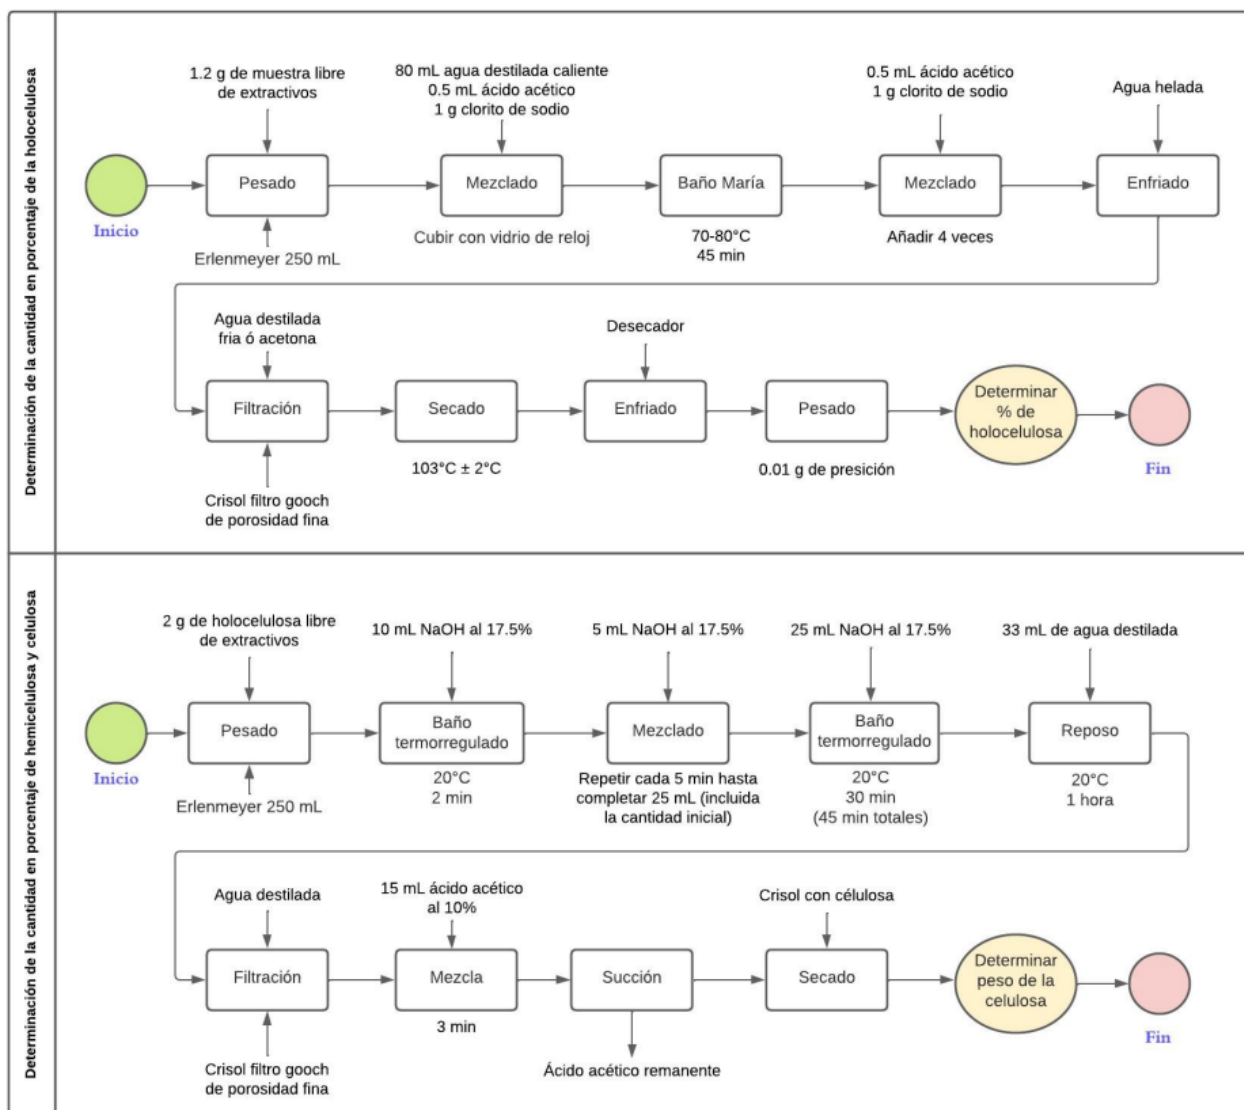 Determinación de la cantidad en porcentaje de la holocelulosa
1.2 g de muestra libre
de extractivos
80 mL agua destilada caliente
0.5 mL ácido acético
1 g clorito de sodio
0.5 mL ácido acético
1 g clorito de sodio
Agua helada
Inicio
Pesado
Mezclado
Baño María
Mezclado
Enfriado
Erlenmeyer 250 mL
Cubir con vidrio de reloj
70-80°C
45 min
Añadir 4 veces
Agua destilada
fria ó acetona
Desecador
Filtración
Secado
Enfriado
Pesado
Determinar
% de
holocelulosa
Fin
Crisol filtro gooch
de porosidad fina
103°C ± 2°C
0.01 g de presición
Determinación de la cantidad en porcentaje de hemicelulosa y celulosa
2 g de holocelulosa libre
de extractivos
10 mL NaOH al 17.5%
5 mL NaOH al 17.5%
25 mL NaOH al 17.5%
33 mL de agua destilada
Inicio
Pesado
Baño
termorregulado
Mezclado
Baño
termorregulado
Reposo
Erlenmeyer 250 mL
20°C
2 min
Repetir cada 5 min hasta
completar 25 mL (incluida
la cantidad inicial)
20°C
30 min
(45 min totales)
20°C
1 hora
Agua destilada
15 mL ácido acético
al 10%
Crisol con célulosa
Filtración
Mezcla
Succión
Secado
Determinar
peso de la
celulosa
Fin
Crisol filtro gooch
de porosidad fina
3 min
Ácido acético remanente